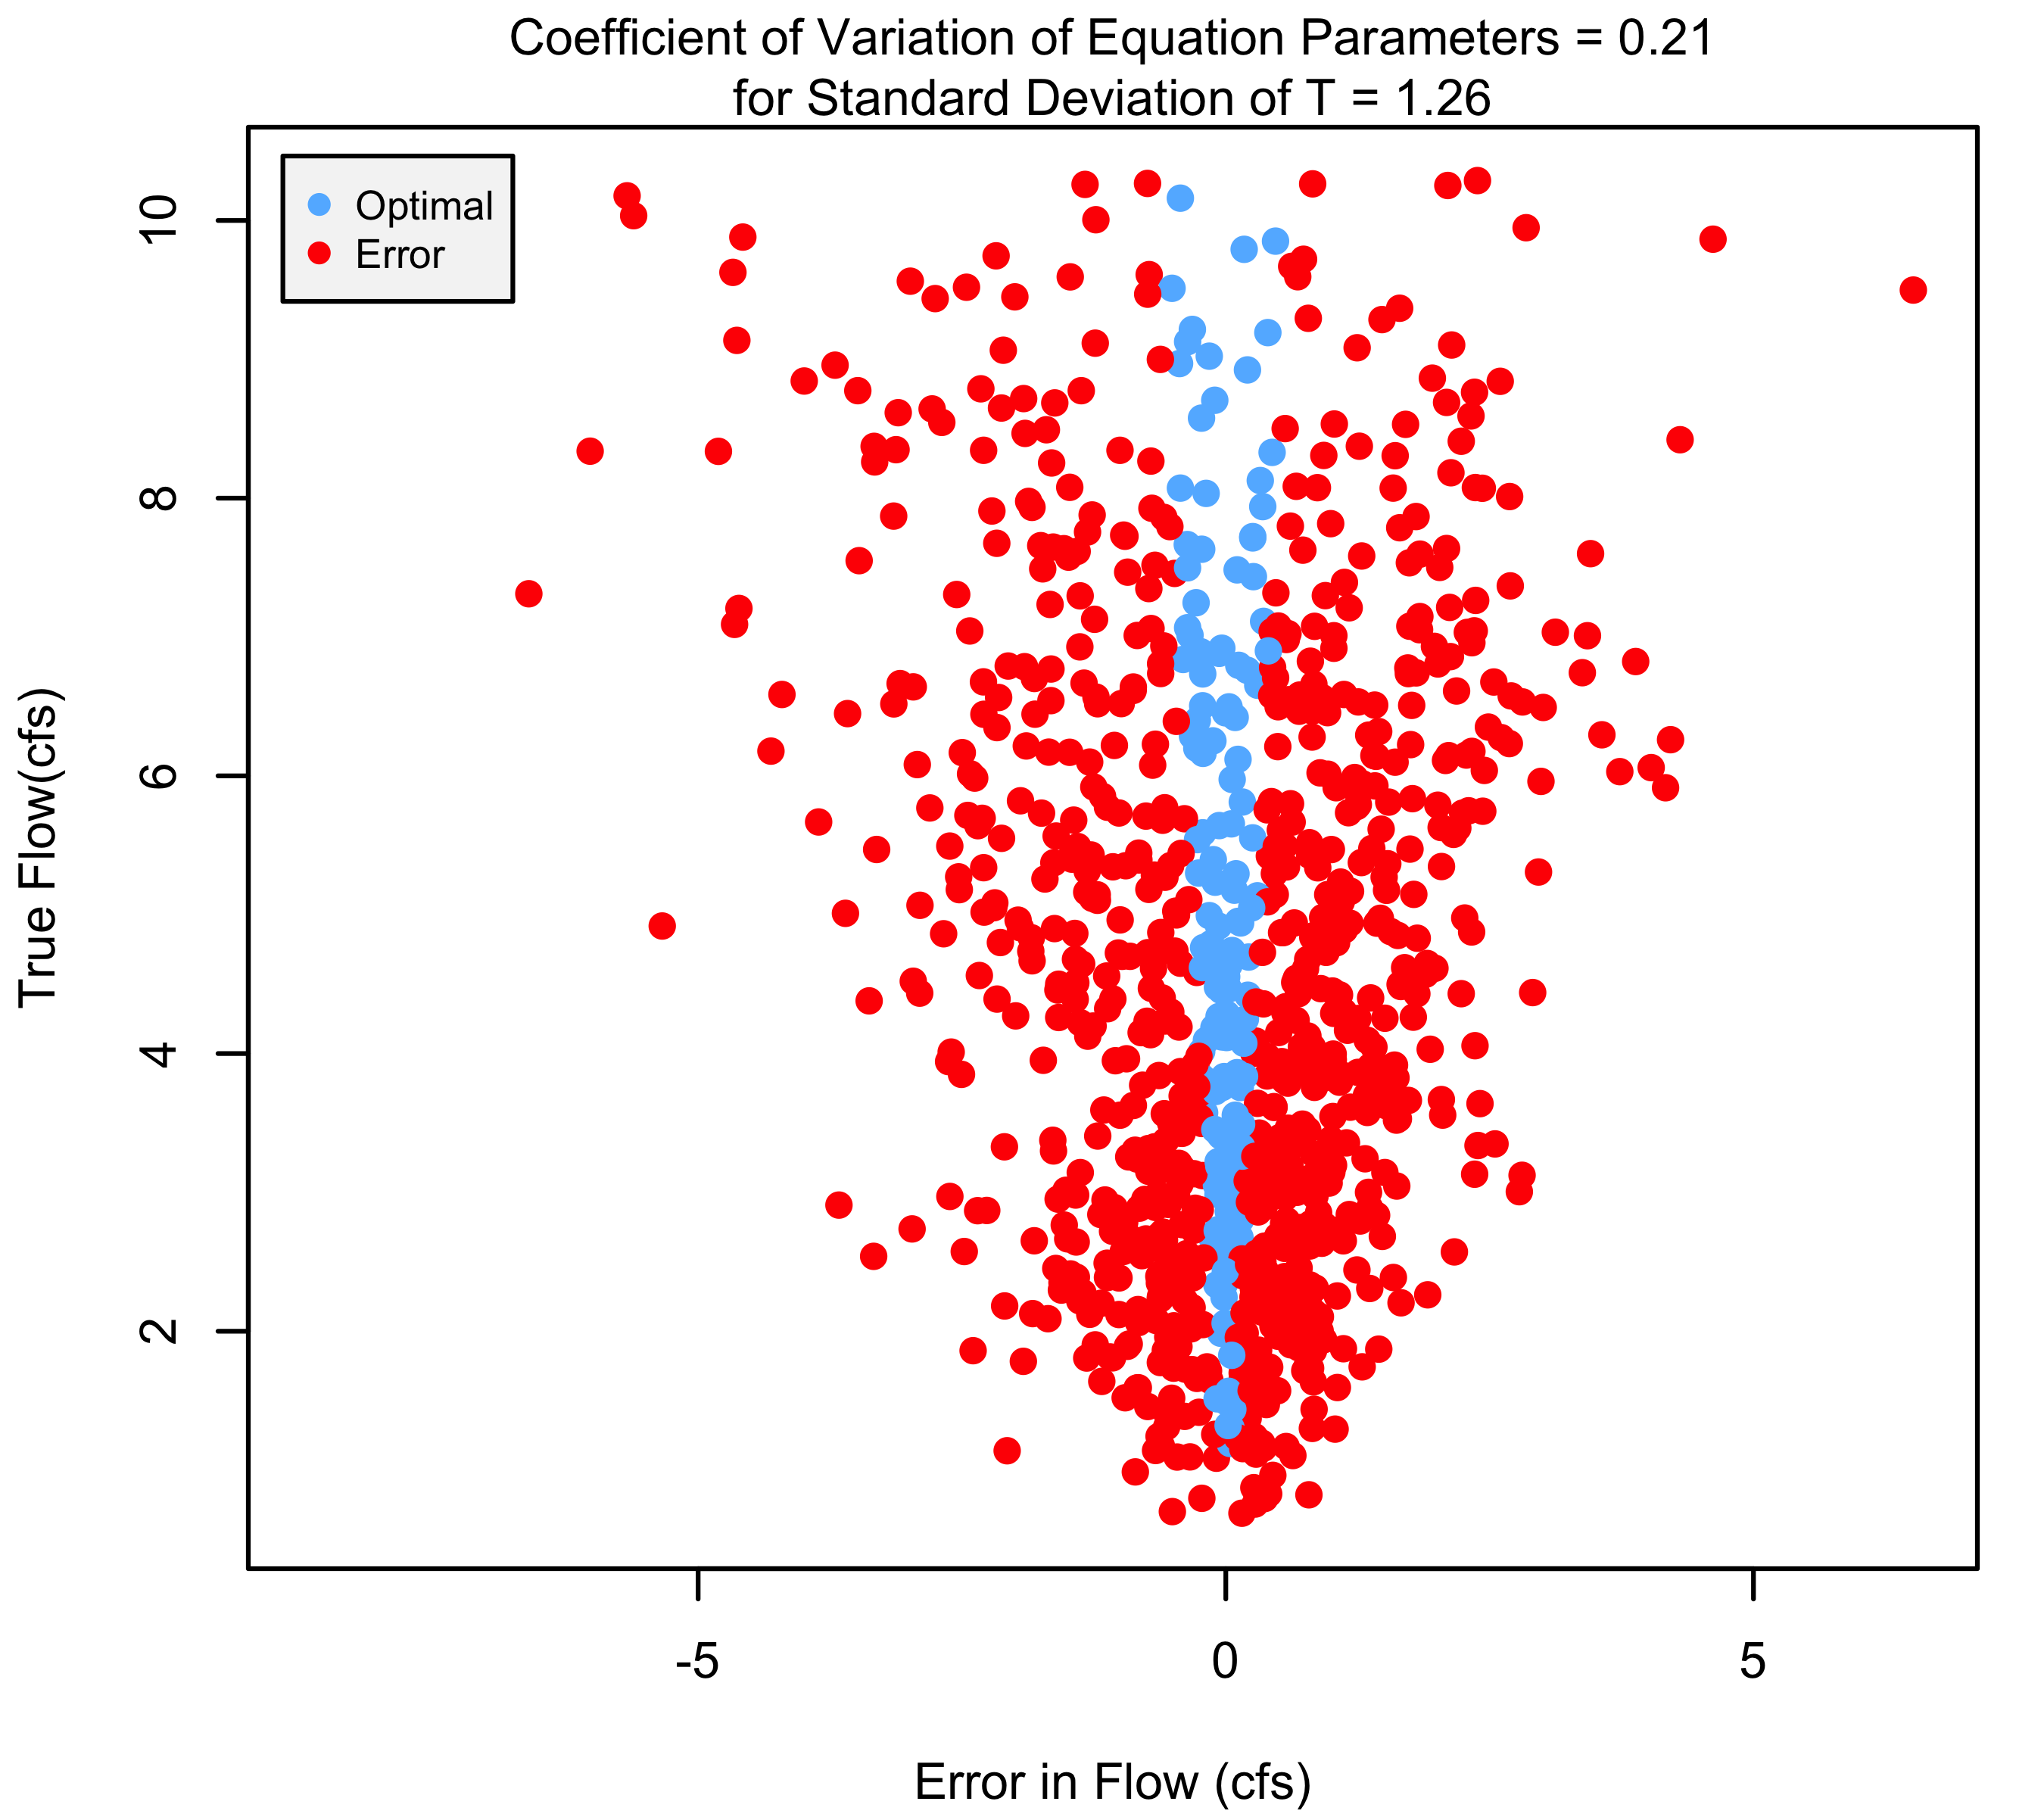 Coefficient of Variation of Equation Parameters = 0.21
for Standard Deviation of T = 1.26
Optimal
Error
True Flow(cfs)
10
8
6
4
2
-5
0
5
Error in Flow (cfs)